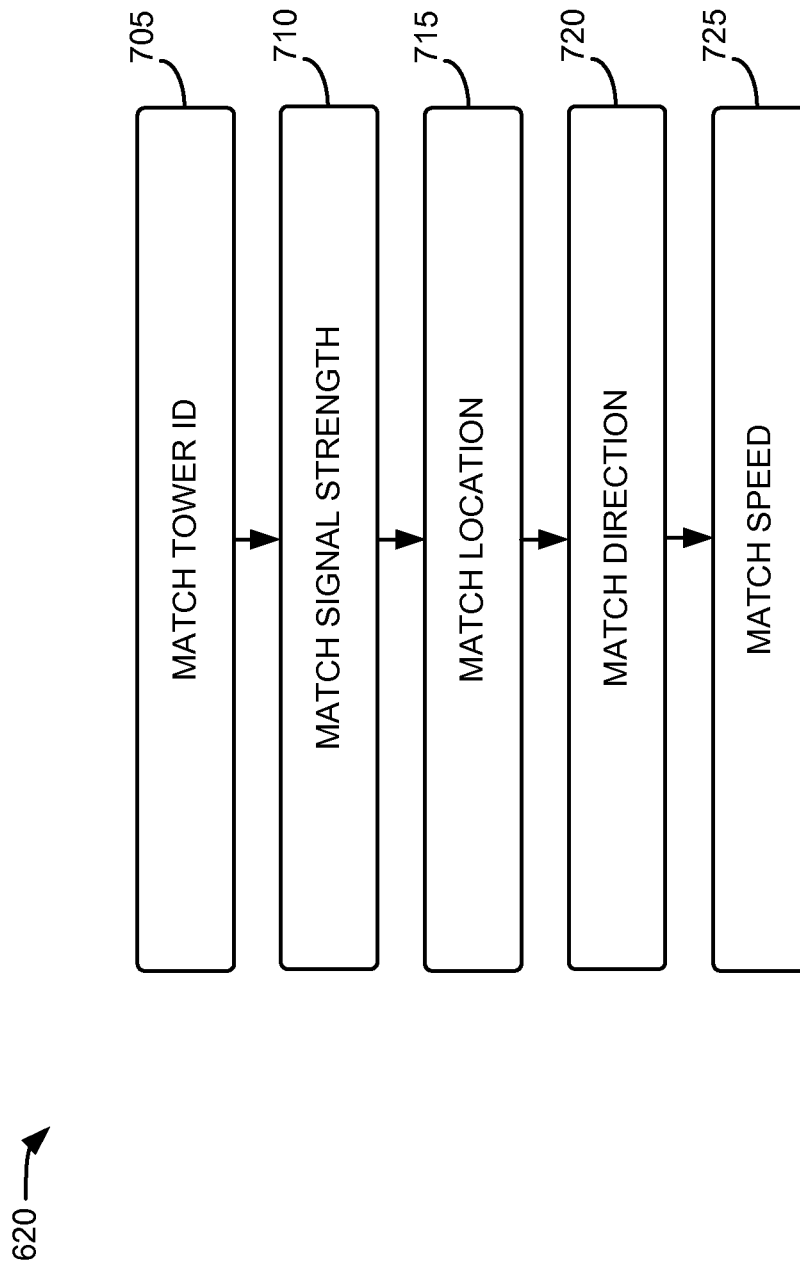 620
705
MATCH TOWER ID
710
MATCH SIGNAL STRENGTH
715
MATCH LOCATION
720
MATCH DIRECTION
725
MATCH SPEED